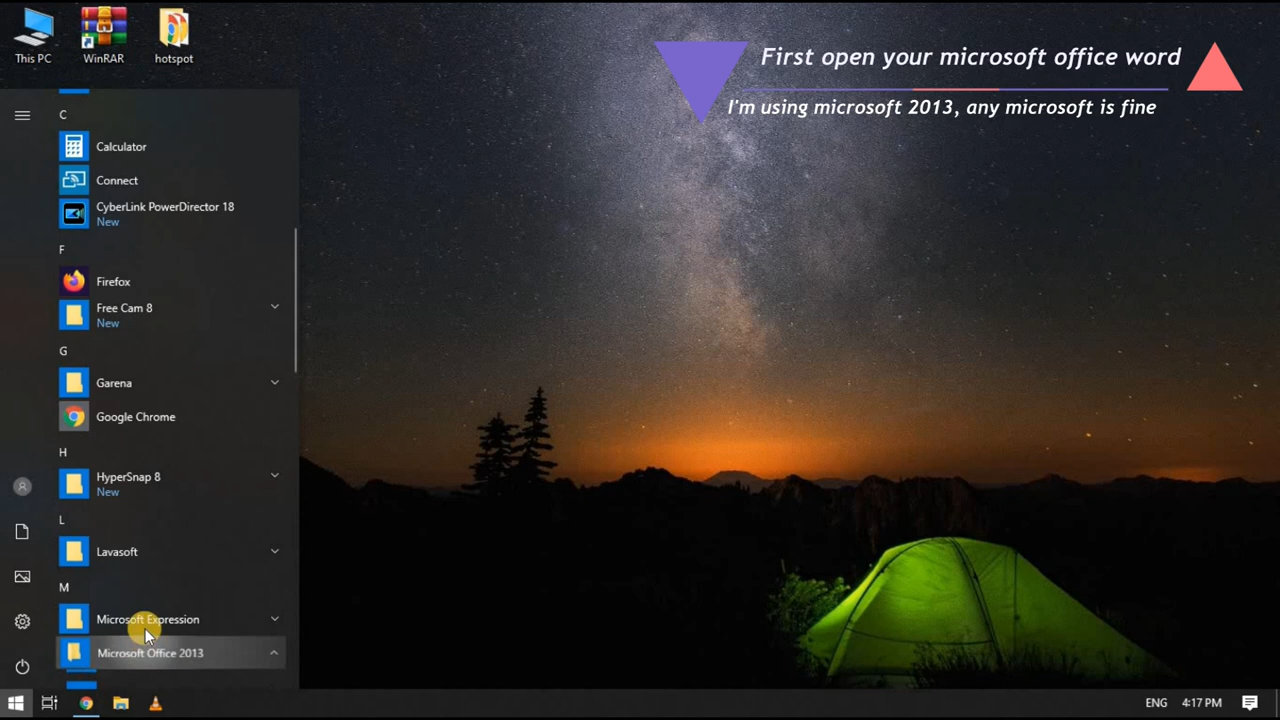 This PC
WinRAR
hotspot
First open your microsoft office word
I'm using microsoft 2013, any microsoft is fine
C
Calculator
Connect
CyberLink PowerDirector 18
New
F
Firefox
Free Cam 8
New
G
Garena
Google Chrome
H
HyperSnap 8
New
L
Lavasoft
M
Microsoft Expression
Microsoft Office 2013
ENG
4:17 PM